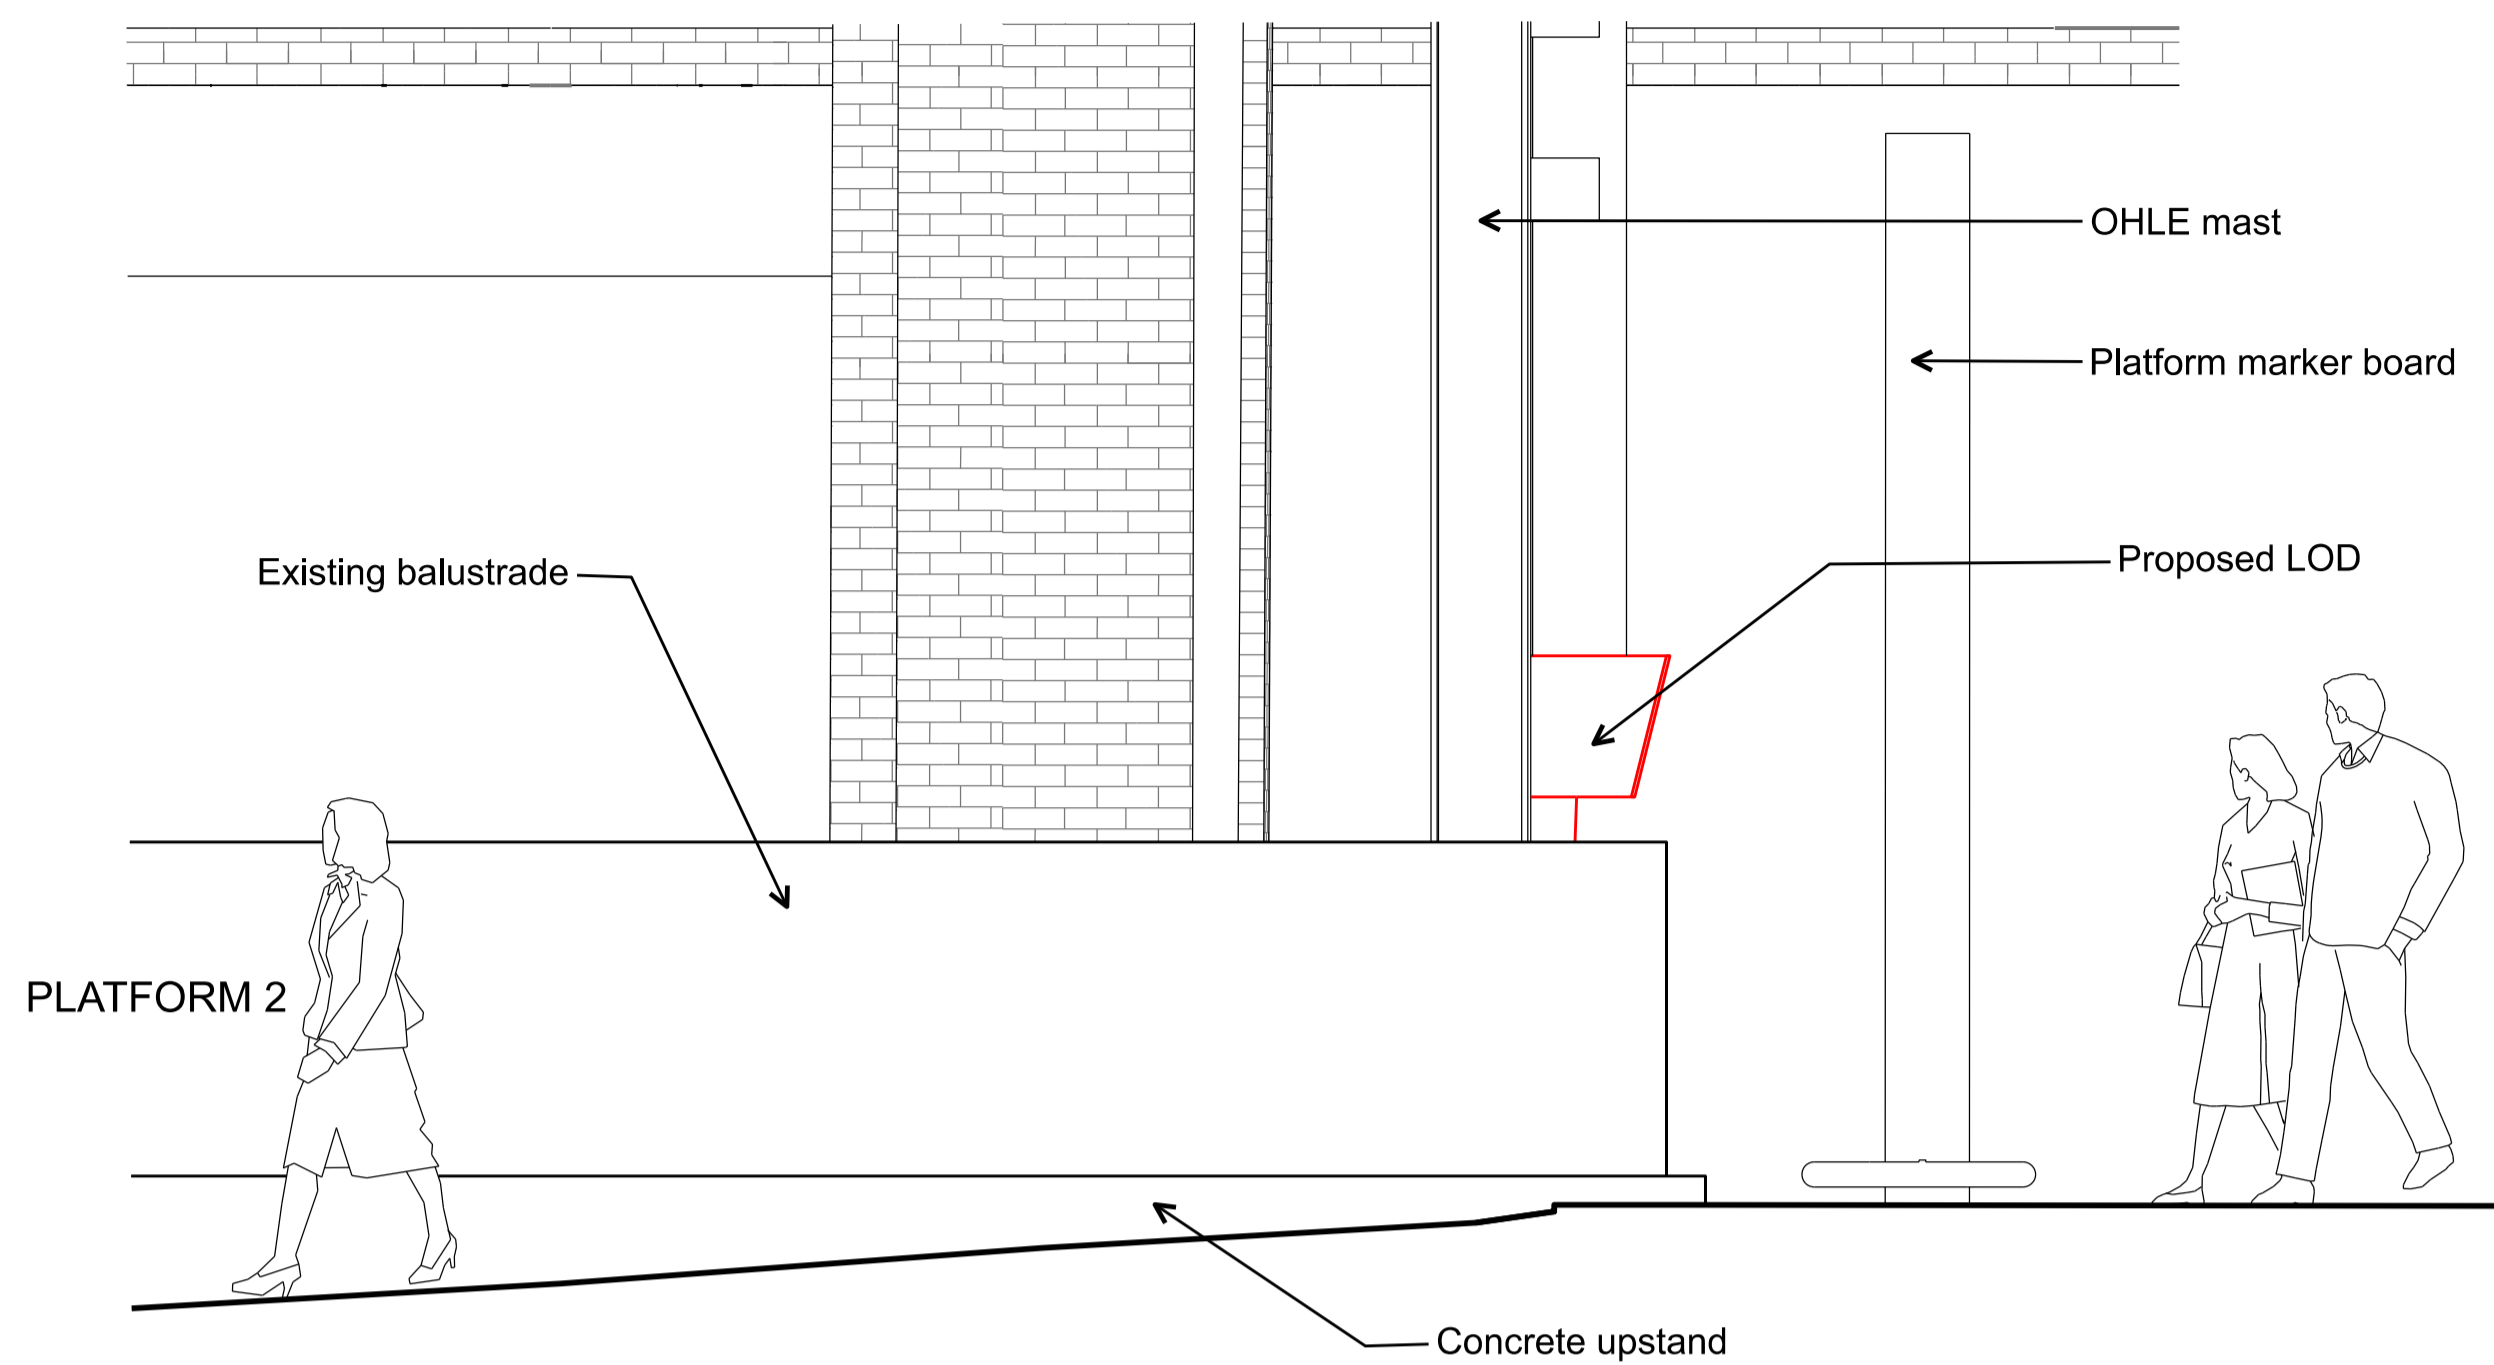 OHLE mast
Platform marker board
Existing balustrade
Proposed LOD
PLATFORM 2
Concrete upstand